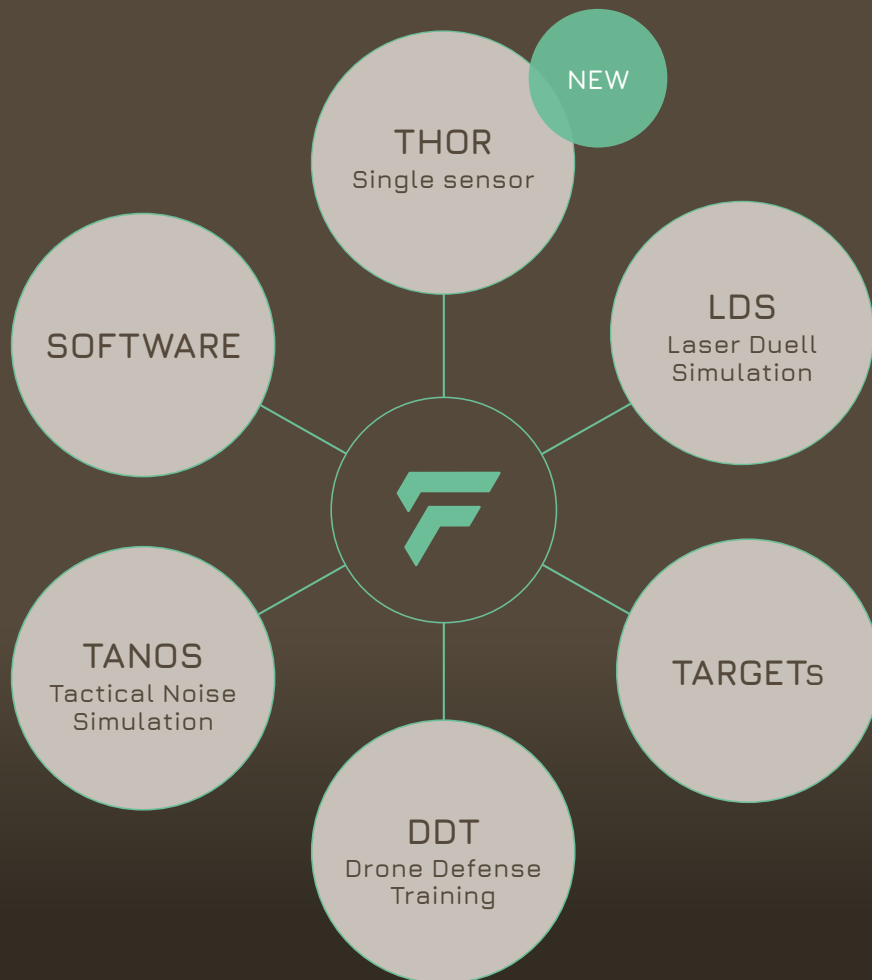 NEW
THOR
Single sensor
LDS
Laser Duell
Simulation
SOFTWARE
TANOS
Tactical Noise
Simulation
TARGETs
DDT
Drone Defense
Training